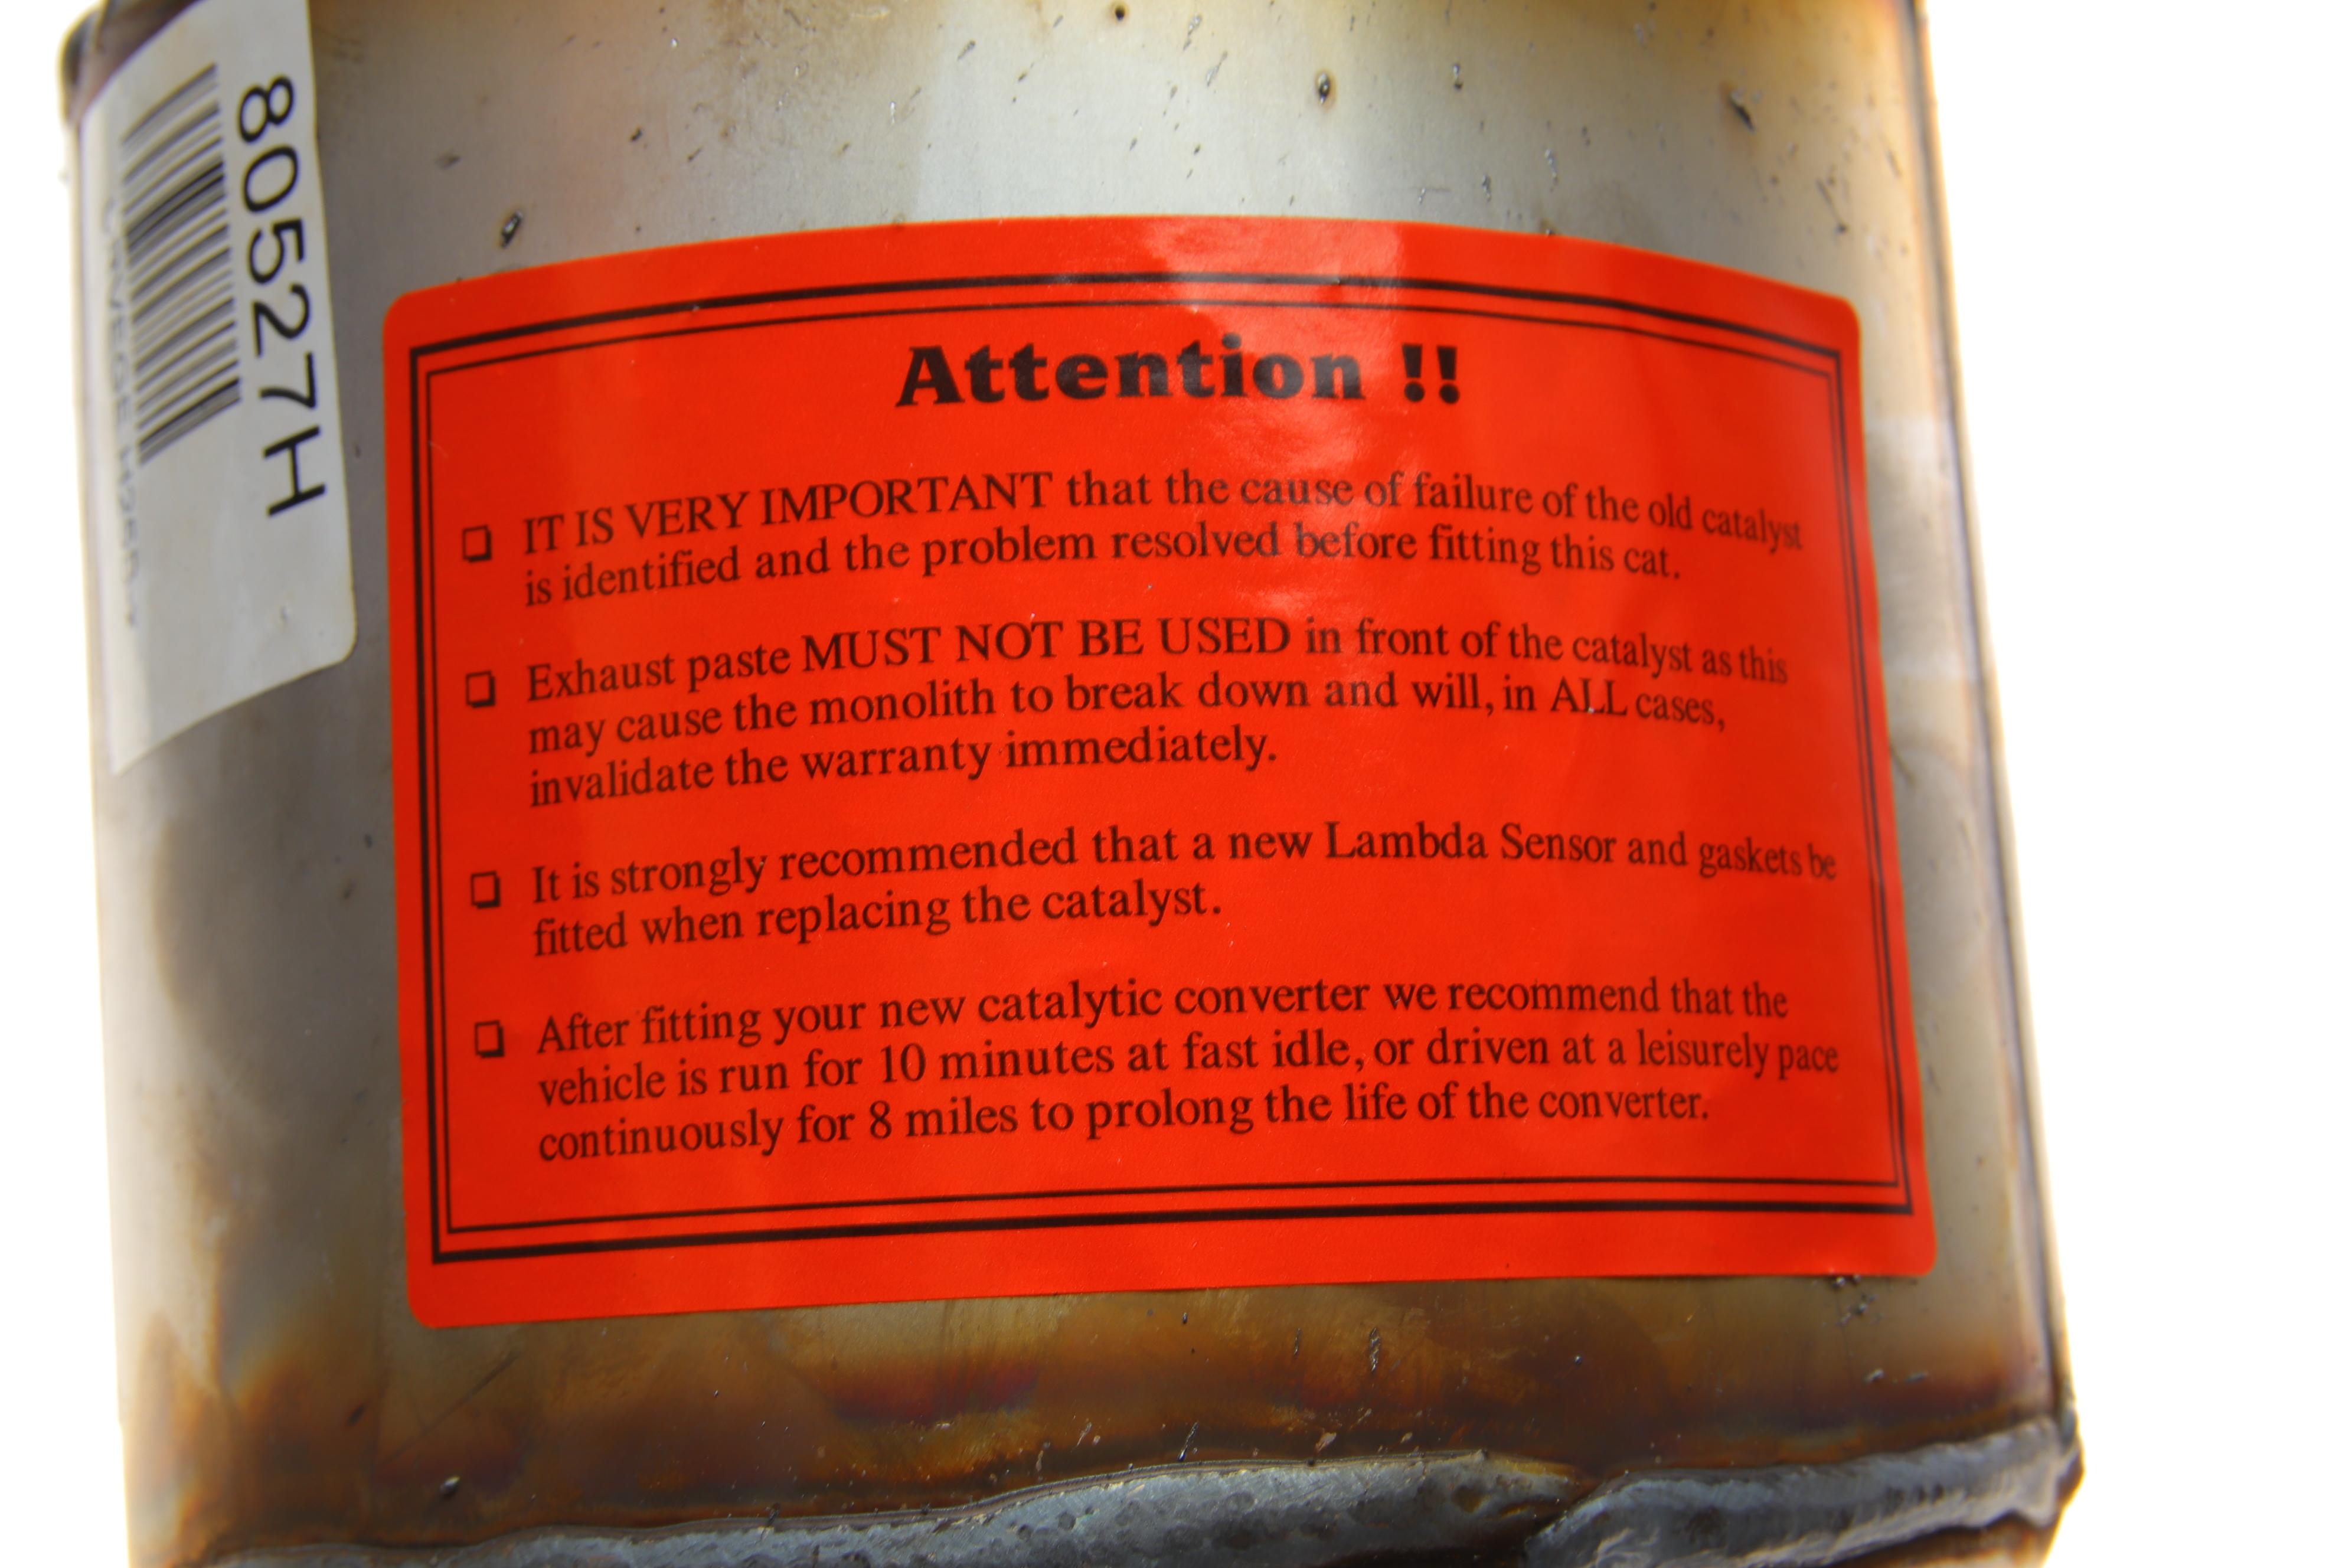 80527H
Attention !!
❏ IT IS VERY IMPORTANT that the cause of failure of the old catalyst
is identified and the problem resolved before fitting this cat.
❏ Exhaust paste MUST NOT BE USED in front of the catalyst as this
may cause the monolith to break down and will, in ALL cases,
invalidate the warranty immediately.
❏ It is strongly recommended that a new Lambda Sensor and gaskets be
fitted when replacing the catalyst.
❏ After fitting your new catalytic converter we recommend that the
vehicle is run for 10 minutes at fast idle, or driven at a leisurely pace
continuously for 8 miles to prolong the life of the converter.